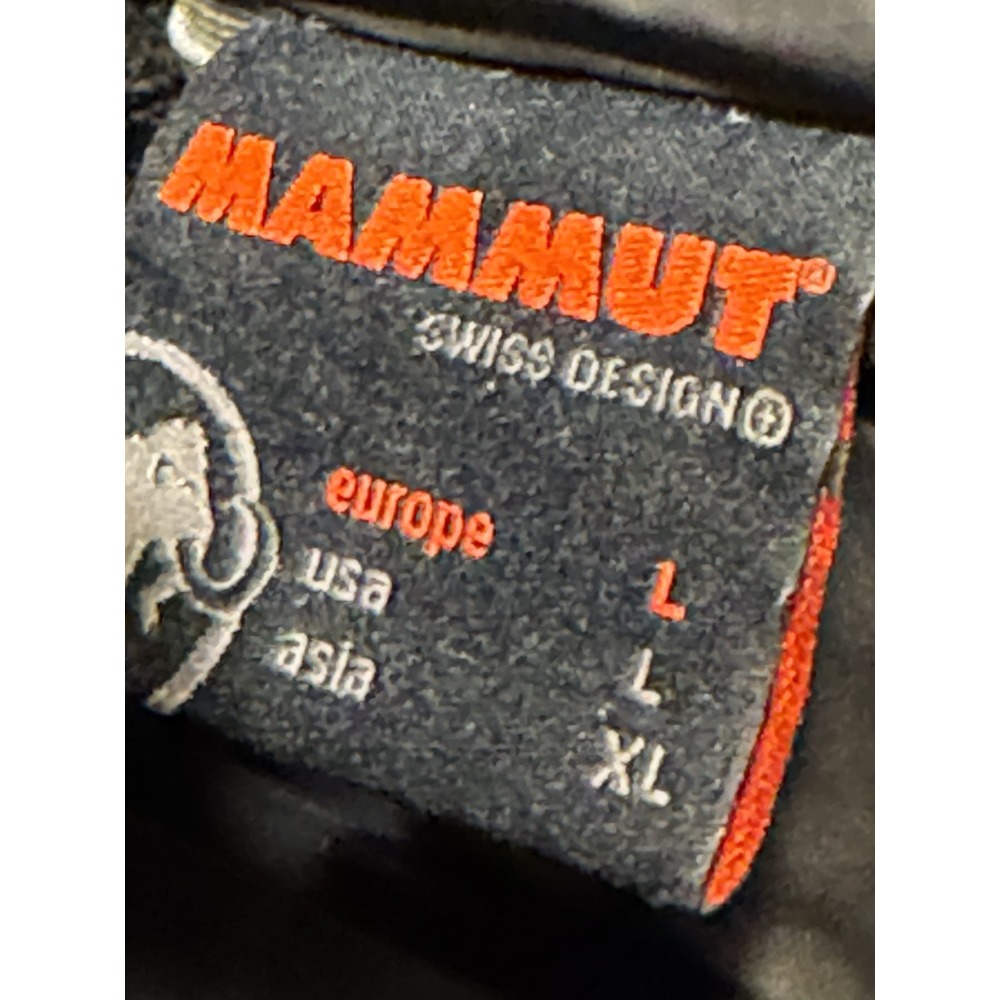 MAMMUT®
SWISS DESIGN
europe L
usa L
asia XL